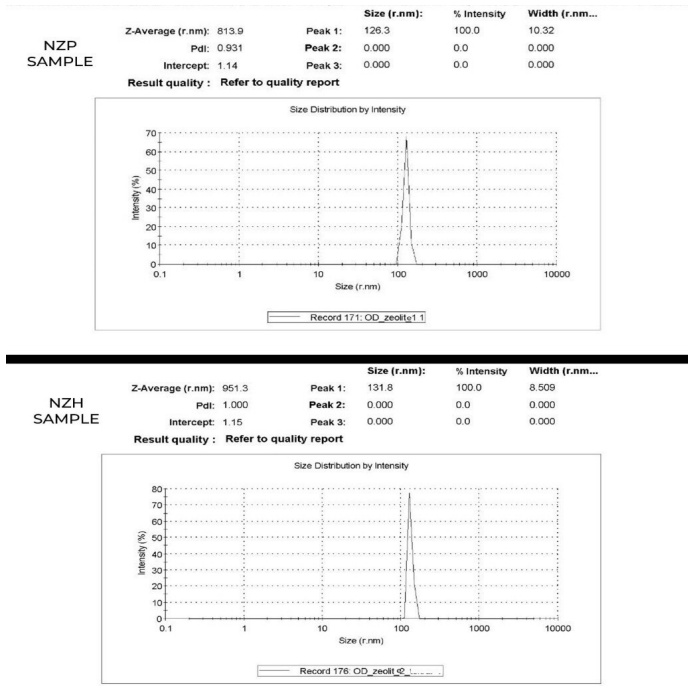 Size (r.nm): % Intensity Width (r.nm...
Z-Average (r.nm): 813.9 Peak 1: 126.3 100.0 10.32
NZP SAMPLE
PdI: 0.931 Peak 2: 0.000 0.0 0.000
Intercept: 1.14 Peak 3: 0.000 0.0 0.000
Result quality : Refer to quality report
Size Distribution by Intensity
Intensity (%)
70
60
50
40
30
20
10
0
0.1 1 10 100 1000 10000
Size (r.nm)
Record 171: OD_zeolite1 1
Size (r.nm): % Intensity Width (r.nm...
Z-Average (r.nm): 951.3 Peak 1: 131.8 100.0 8.509
NZH SAMPLE
PdI: 1.000 Peak 2: 0.000 0.0 0.000
Intercept: 1.15 Peak 3: 0.000 0.0 0.000
Result quality : Refer to quality report
Size Distribution by Intensity
Intensity (%)
80
70
60
50
40
30
20
10
0
0.1 1 10 100 1000 10000
Size (r.nm)
Record 176: